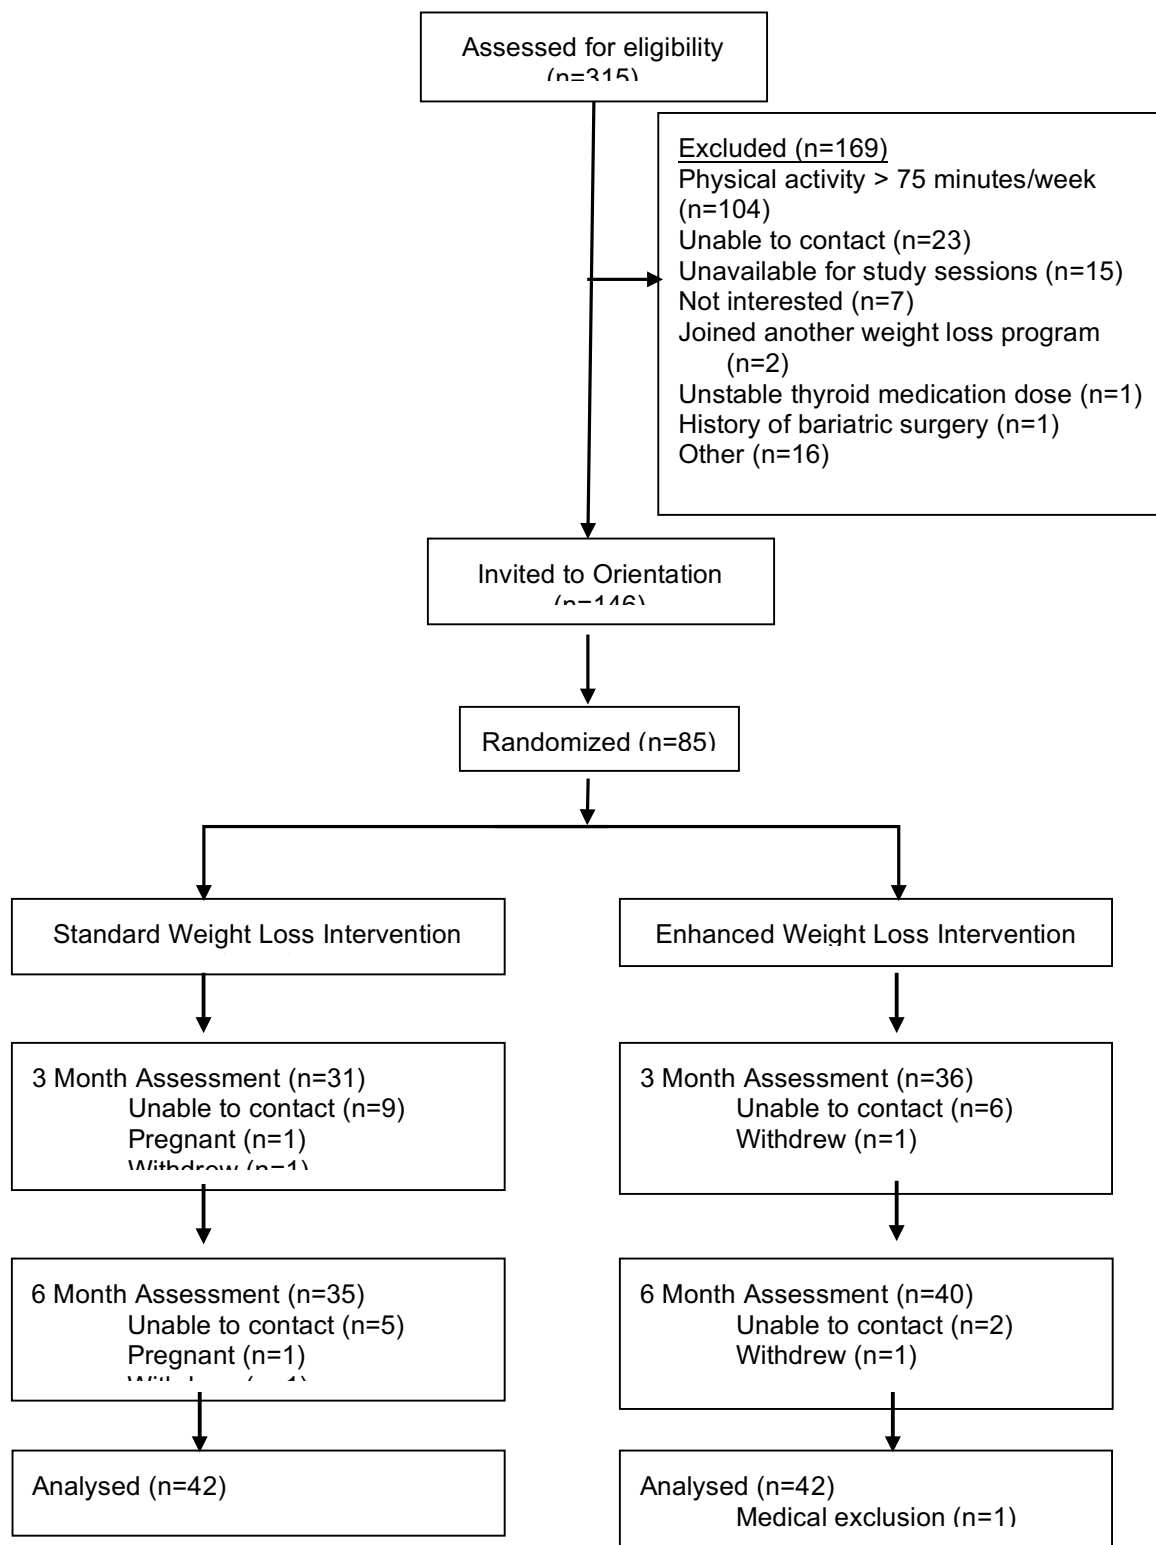 Assessed for eligibility
(n=315)
Excluded (n=169)
Physical activity > 75 minutes/week
(n=104)
Unable to contact (n=23)
Unavailable for study sessions (n=15)
Not interested (n=7)
Joined another weight loss program
(n=2)
Unstable thyroid medication dose (n=1)
History of bariatric surgery (n=1)
Other (n=16)
Invited to Orientation
(n=146)
Randomized (n=85)
Standard Weight Loss Intervention
Enhanced Weight Loss Intervention
3 Month Assessment (n=31)
Unable to contact (n=9)
Pregnant (n=1)
Withdrew (n=1)
3 Month Assessment (n=36)
Unable to contact (n=6)
Withdrew (n=1)
6 Month Assessment (n=35)
Unable to contact (n=5)
Pregnant (n=1)
6 Month Assessment (n=40)
Unable to contact (n=2)
Withdrew (n=1)
Analysed (n=42)
Analysed (n=42)
Medical exclusion (n=1)